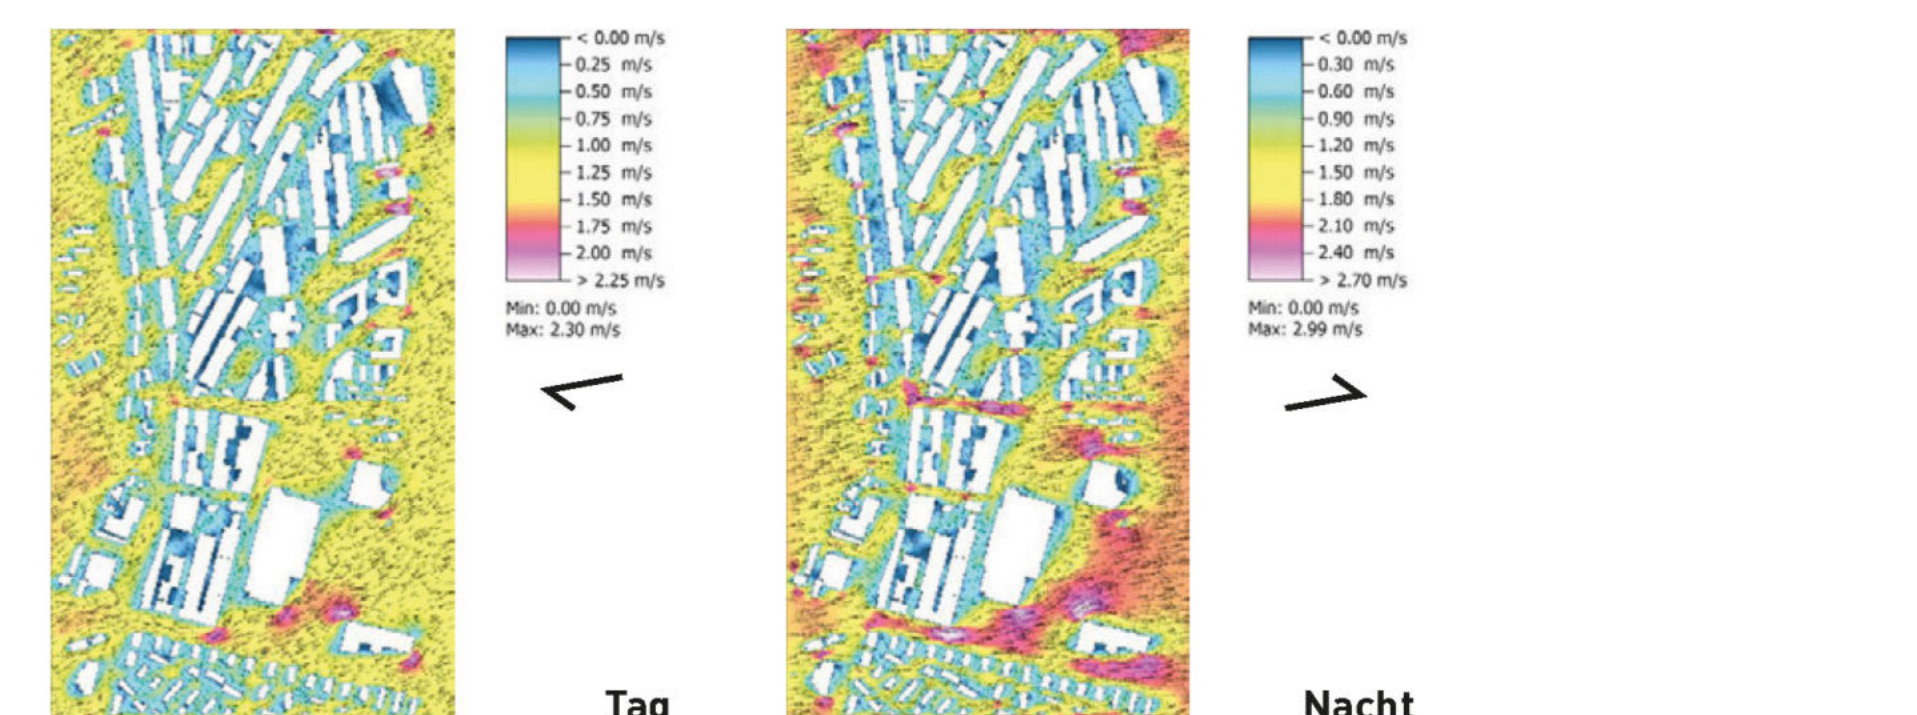 < 0.00 m/s
0.25 m/s
0.50 m/s
0.75 m/s
1.00 m/s
1.25 m/s
1.50 m/s
1.75 m/s
2.00 m/s
> 2.25 m/s
Min: 0.00 m/s
Max: 2.30 m/s
Tag
< 0.00 m/s
0.30 m/s
0.60 m/s
0.90 m/s
1.20 m/s
1.50 m/s
1.80 m/s
2.10 m/s
2.40 m/s
> 2.70 m/s
Min: 0.00 m/s
Max: 2.99 m/s
Nacht